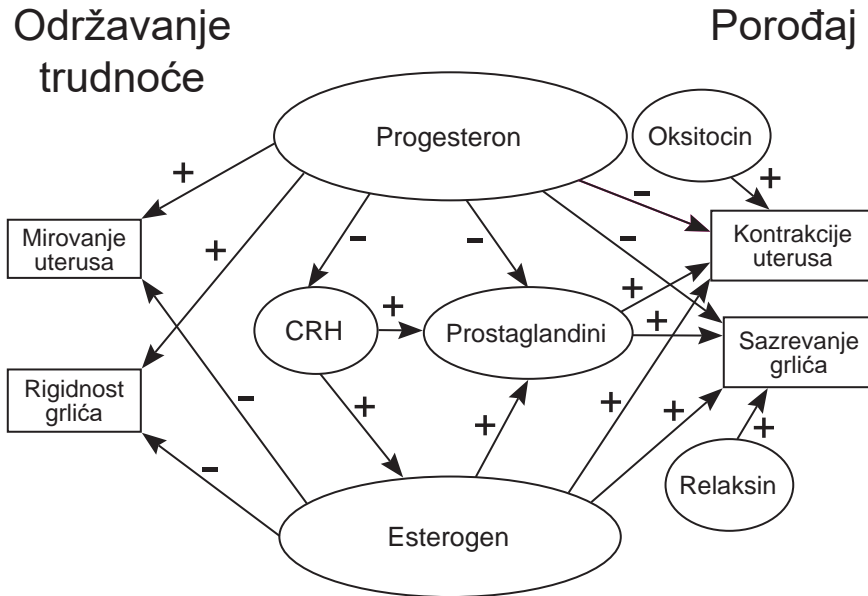 Održavanje
trudnoće
Porođaj
Progesteron
Oksitocin
+
+
-
Mirovanje
uterusa
Kontrakcije
uterusa
+
-
-
-
+
CRH
+
Prostaglandini
+
Sazrevanje
grlića
Rigidnost
grlića
-
+
+
+
+
+
-
Relaksin
Esterogen